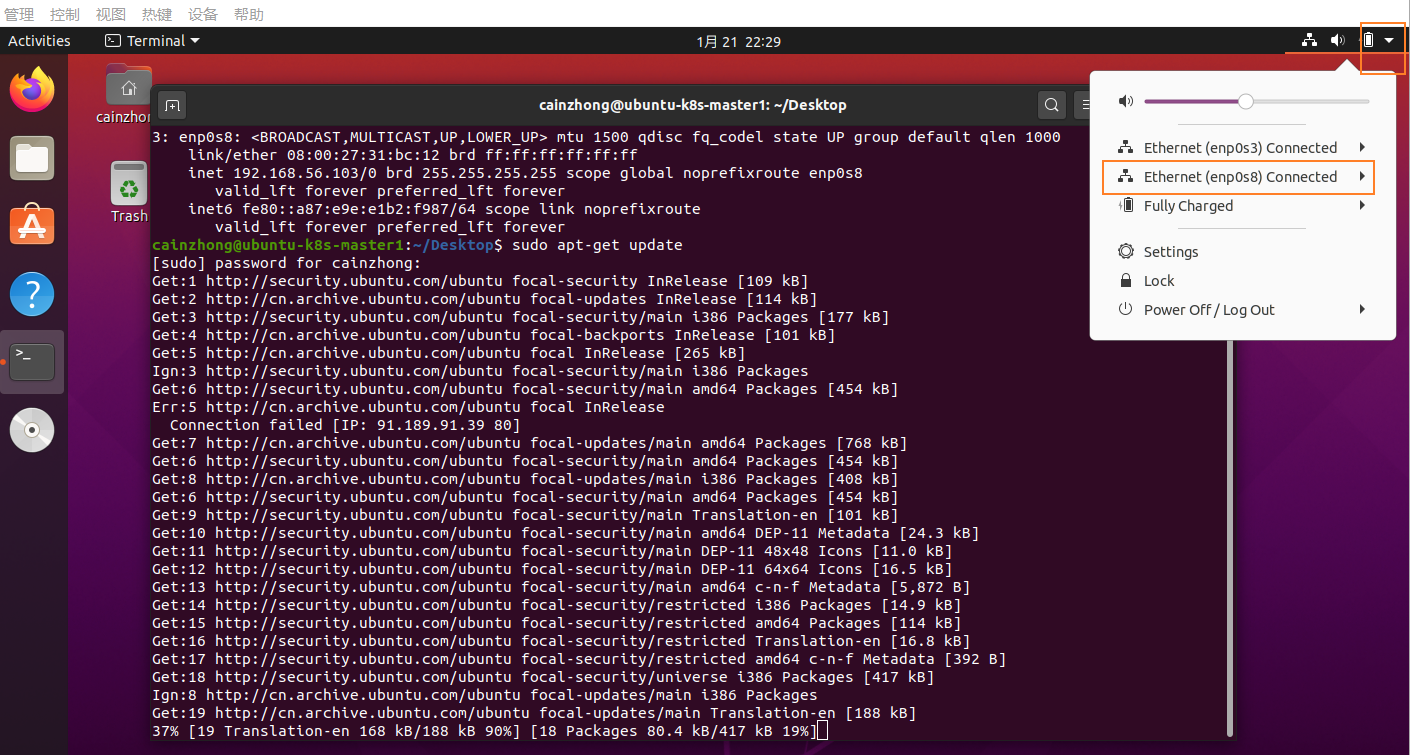 管理 控制 视图 热键 设备 帮助
Activities Terminal 1月 21 22:29
cainzhon
Trash
cainzhong@ubuntu-k8s-master1: ~/Desktop
3: enp0s8: <BROADCAST,MULTICAST,UP,LOWER_UP> mtu 1500 qdisc fq_codel state UP group default qlen 1000
    link/ether 08:00:27:31:bc:12 brd ff:ff:ff:ff:ff:ff
    inet 192.168.56.103/0 brd 255.255.255.255 scope global noprefixroute enp0s8
       valid_lft forever preferred_lft forever
    inet6 fe80::a87:e9e:e1b2:f987/64 scope link noprefixroute
       valid_lft forever preferred_lft forever
cainzhong@ubuntu-k8s-master1:~/Desktop$ sudo apt-get update
[sudo] password for cainzhong:
Get:1 http://security.ubuntu.com/ubuntu focal-security InRelease [109 kB]
Get:2 http://cn.archive.ubuntu.com/ubuntu focal-updates InRelease [114 kB]
Get:3 http://security.ubuntu.com/ubuntu focal-security/main i386 Packages [177 kB]
Get:4 http://cn.archive.ubuntu.com/ubuntu focal-backports InRelease [101 kB]
Get:5 http://cn.archive.ubuntu.com/ubuntu focal InRelease [265 kB]
Ign:3 http://security.ubuntu.com/ubuntu focal-security/main i386 Packages
Get:6 http://security.ubuntu.com/ubuntu focal-security/main amd64 Packages [454 kB]
Err:5 http://cn.archive.ubuntu.com/ubuntu focal InRelease
  Connection failed [IP: 91.189.91.39 80]
Get:7 http://cn.archive.ubuntu.com/ubuntu focal-updates/main amd64 Packages [768 kB]
Get:6 http://security.ubuntu.com/ubuntu focal-security/main amd64 Packages [454 kB]
Get:8 http://cn.archive.ubuntu.com/ubuntu focal-updates/main i386 Packages [408 kB]
Get:6 http://security.ubuntu.com/ubuntu focal-security/main amd64 Packages [454 kB]
Get:9 http://security.ubuntu.com/ubuntu focal-security/main Translation-en [101 kB]
Get:10 http://security.ubuntu.com/ubuntu focal-security/main amd64 DEP-11 Metadata [24.3 kB]
Get:11 http://security.ubuntu.com/ubuntu focal-security/main DEP-11 48x48 Icons [11.0 kB]
Get:12 http://security.ubuntu.com/ubuntu focal-security/main DEP-11 64x64 Icons [16.5 kB]
Get:13 http://security.ubuntu.com/ubuntu focal-security/main amd64 c-n-f Metadata [5,872 B]
Get:14 http://security.ubuntu.com/ubuntu focal-security/restricted i386 Packages [14.9 kB]
Get:15 http://security.ubuntu.com/ubuntu focal-security/restricted amd64 Packages [114 kB]
Get:16 http://security.ubuntu.com/ubuntu focal-security/restricted Translation-en [16.8 kB]
Get:17 http://security.ubuntu.com/ubuntu focal-security/restricted amd64 c-n-f Metadata [392 B]
Get:18 http://security.ubuntu.com/ubuntu focal-security/universe i386 Packages [417 kB]
Ign:8 http://cn.archive.ubuntu.com/ubuntu focal-updates/main i386 Packages
Get:19 http://cn.archive.ubuntu.com/ubuntu focal-updates/main Translation-en [188 kB]
37% [19 Translation-en 168 kB/188 kB 90%] [18 Packages 80.4 kB/417 kB 19%]
Ethernet (enp0s3) Connected
Ethernet (enp0s8) Connected
Fully Charged
Settings
Lock
Power Off / Log Out